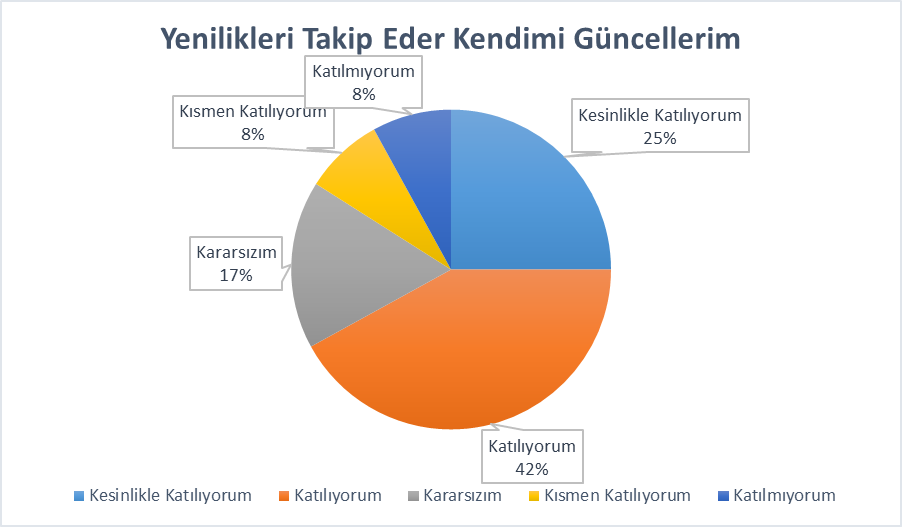 Yenilikleri Takip Eder Kendimi Güncellerim
Katılmıyorum
8%
Kısmen Katılıyorum
8%
Kesinlikle Katılıyorum
25%
Kararsızım
17%
Katılıyorum
42%
Kesinlikle Katılıyorum
Katılıyorum
Kararsızım
Kısmen Katılıyorum
Katılmıyorum